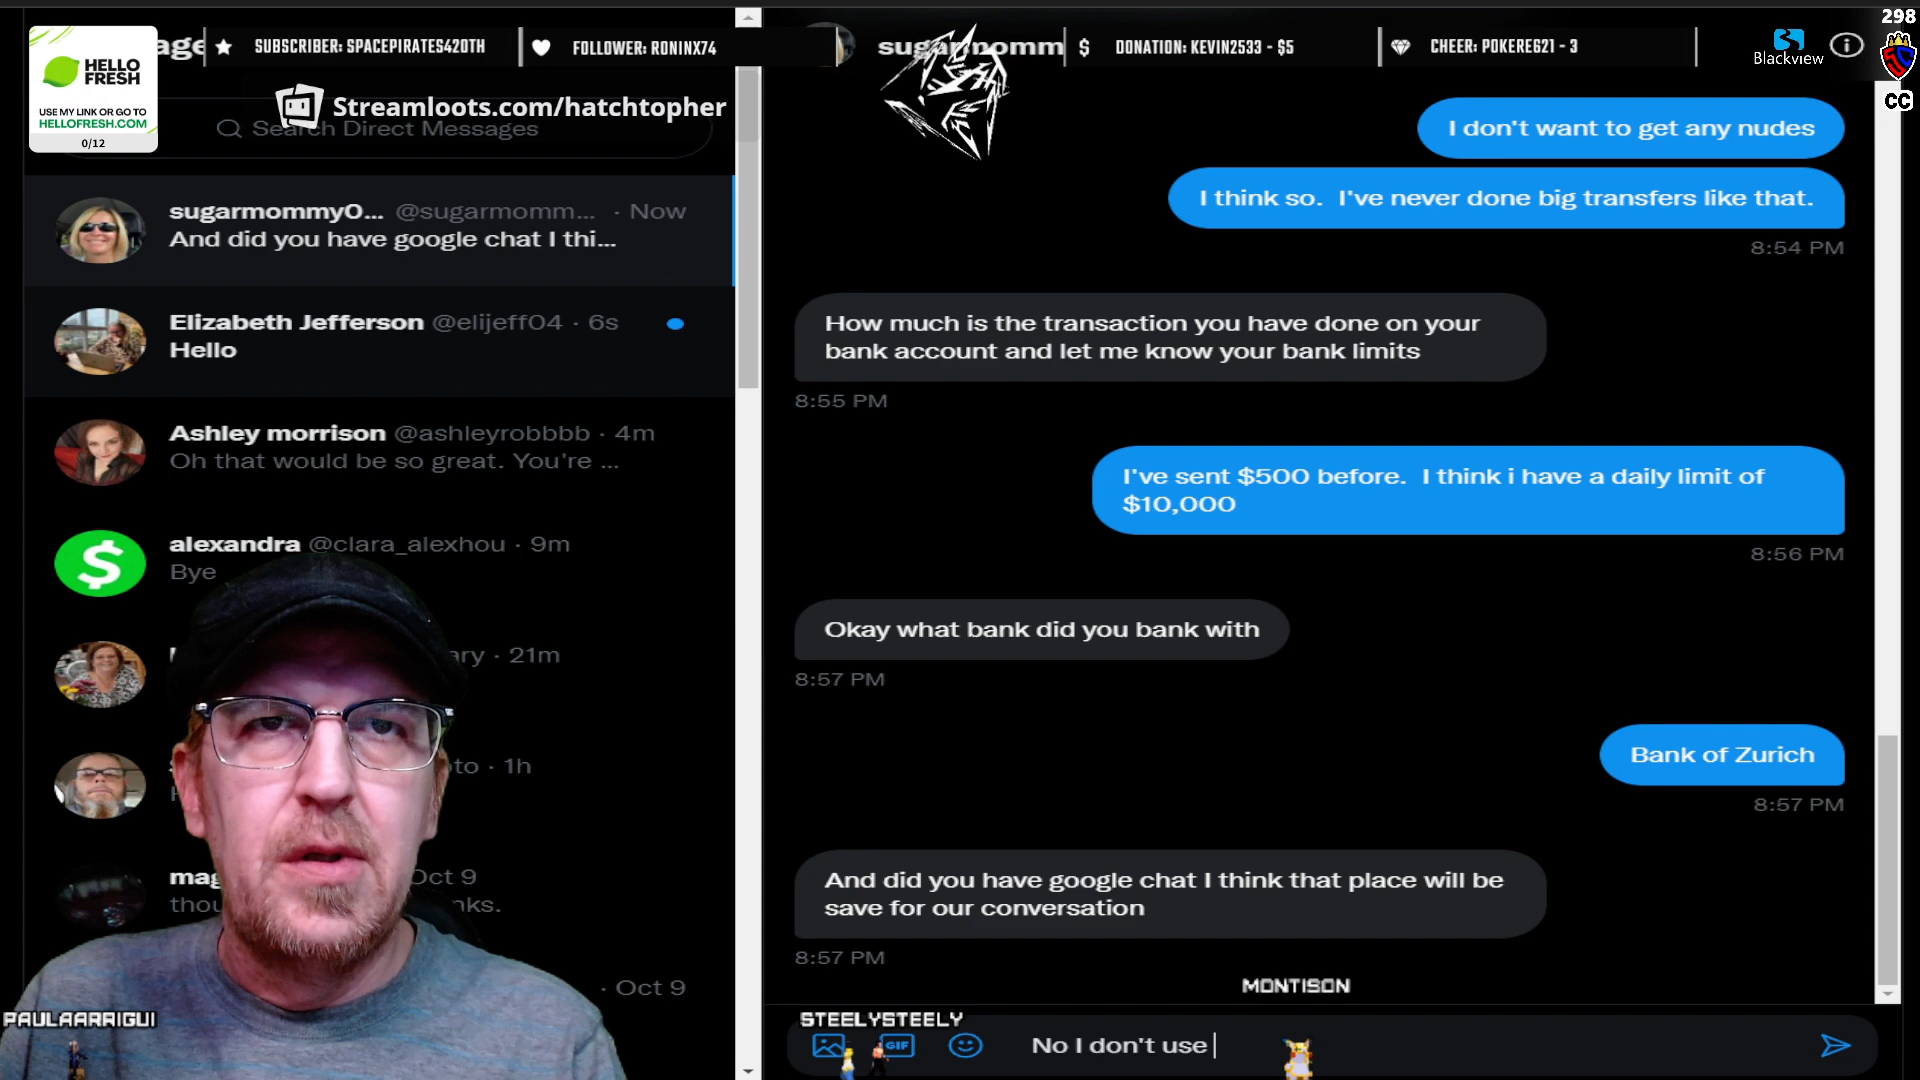 298
HELLO
FRESH
USE MY LINK OR GO TO
HELLOFRESH.COM
0/12
SUBSCRIBER: SPACEPIRATES420TH
FOLLOWER: RONINX74
sugarmomm
$ DONATION: KEVIN2533 - $5
CHEER: POKERE621 - 3
Blackview
CC
Streamloots.com/hatchtopher
Search Direct Messages
sugarmommyO... @sugarmomm... · Now
And did you have google chat I thi...
Elizabeth Jefferson @elijeff04 · 6s
Hello
Ashley morrison @ashleyrobbbb · 4m
Oh that would be so great. You're ...
alexandra @clara_alexhou · 9m
Bye
ary · 21m
to · 1h
mag
Oct 9
thou
nks.
· Oct 9
PAULAARRIGUI
I don't want to get any nudes
I think so. I've never done big transfers like that.
8:54 PM
How much is the transaction you have done on your
bank account and let me know your bank limits
8:55 PM
I've sent $500 before. I think i have a daily limit of
$10,000
8:56 PM
Okay what bank did you bank with
8:57 PM
Bank of Zurich
8:57 PM
And did you have google chat I think that place will be
save for our conversation
8:57 PM
MONTISON
STEELYSTEELY
GIF
No I don't use